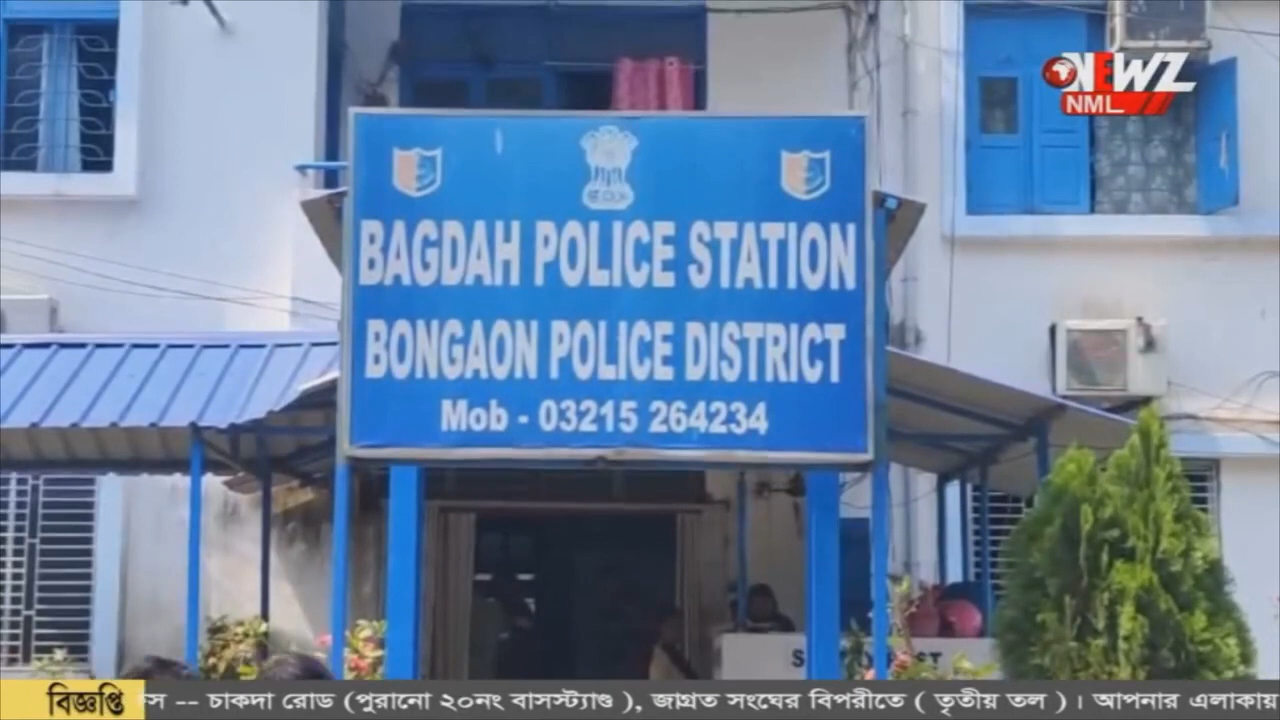 NEWZ
NML
BAGDAH POLICE STATION
BONGAON POLICE DISTRICT
Mob - 03215 264234
বিজ্ঞপ্তি
-- চাকদা রোড (পুরানো ২০নং বাসস্ট্যাণ্ড ), জাগ্রত সংঘের বিপরীতে ( তৃতীয় তল ) । আপনার এলাকায়